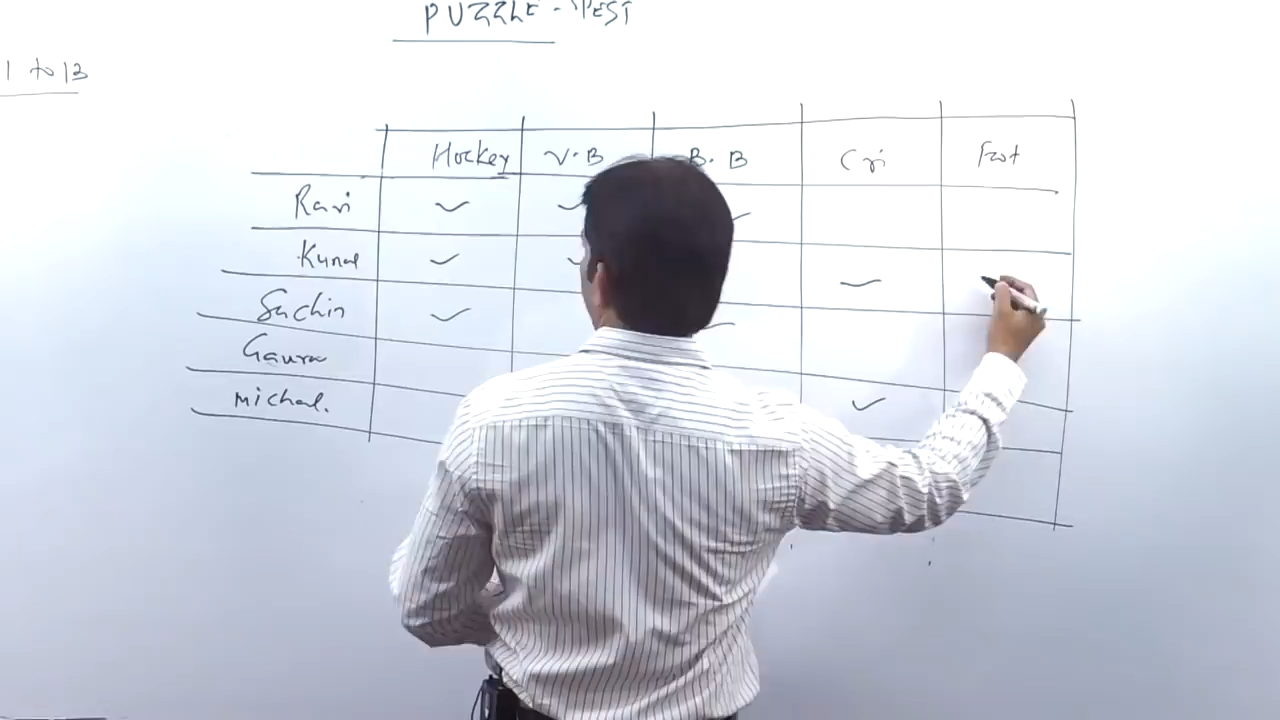 PUZZLE - TEST
1 to 13
Hockey V.B B.B Cri Foot
Ravi ✓ ✓ ✓
Kunal ✓ ✓ ✓
Sachin ✓ ✓
Gaurav ✓
Michal.